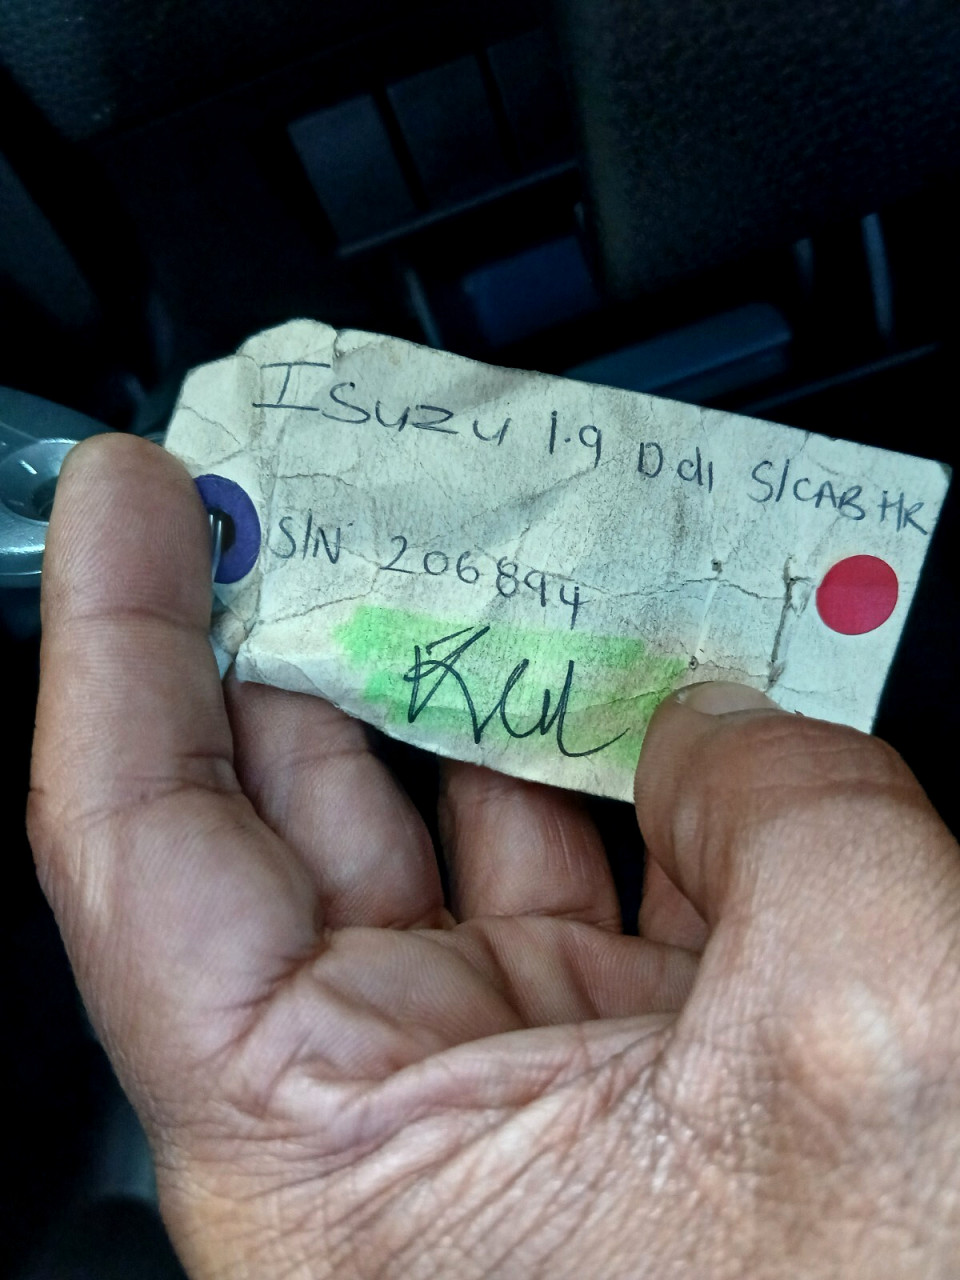 Isuzu 1.9 Ddi S/CAB HR
S/N 206894